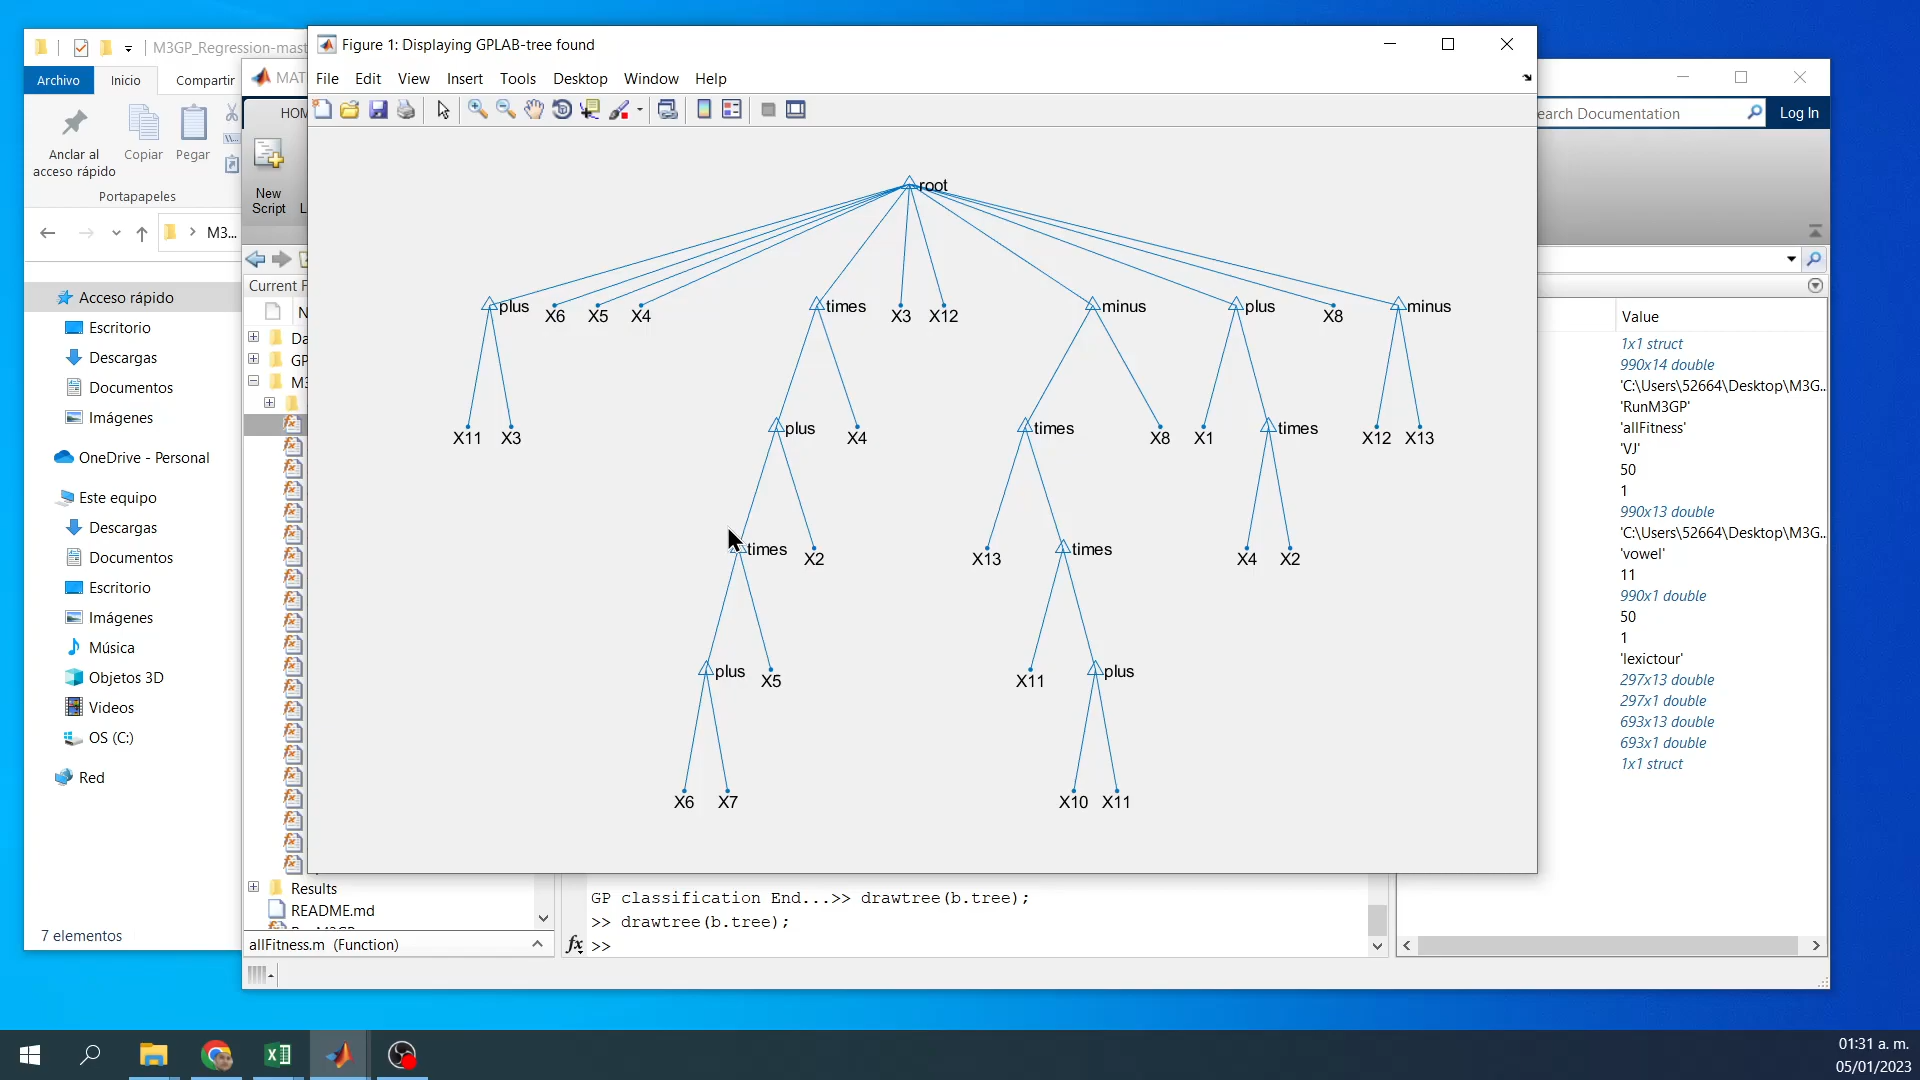 M3GP_Regression-mast
Archivo
Inicio
Compartir
Anclar al
acceso rápido
Copiar
Pegar
Portapapeles
M3...
Acceso rápido
Escritorio
Descargas
Documentos
Imágenes
OneDrive - Personal
Este equipo
Descargas
Documentos
Escritorio
Imágenes
Música
Objetos 3D
Videos
OS (C:)
Red
7 elementos
MAT
HOM
New
Script
Current F
N
Da
GP
M3
Results
README.md
allFitness.m (Function)
Figure 1: Displaying GPLAB-tree found
File Edit View Insert Tools Desktop Window Help
root
plus X6 X5 X4 times X3 X12 minus plus X8 minus
X11 X3 plus X4 times X8 X1 times X12 X13
times X2 X13 times X4 X2
plus X5 X11 plus
X6 X7 X10 X11
GP classification End...>> drawtree(b.tree);
>> drawtree(b.tree);
fx >>
earch Documentation
Log In
Value
1x1 struct
990x14 double
'C:\Users\52664\Desktop\M3G...
'RunM3GP'
'allFitness'
'VJ'
50
1
990x13 double
'C:\Users\52664\Desktop\M3G...
'vowel'
11
990x1 double
50
1
'lexictour'
297x13 double
297x1 double
693x13 double
693x1 double
1x1 struct
01:31 a. m.
05/01/2023